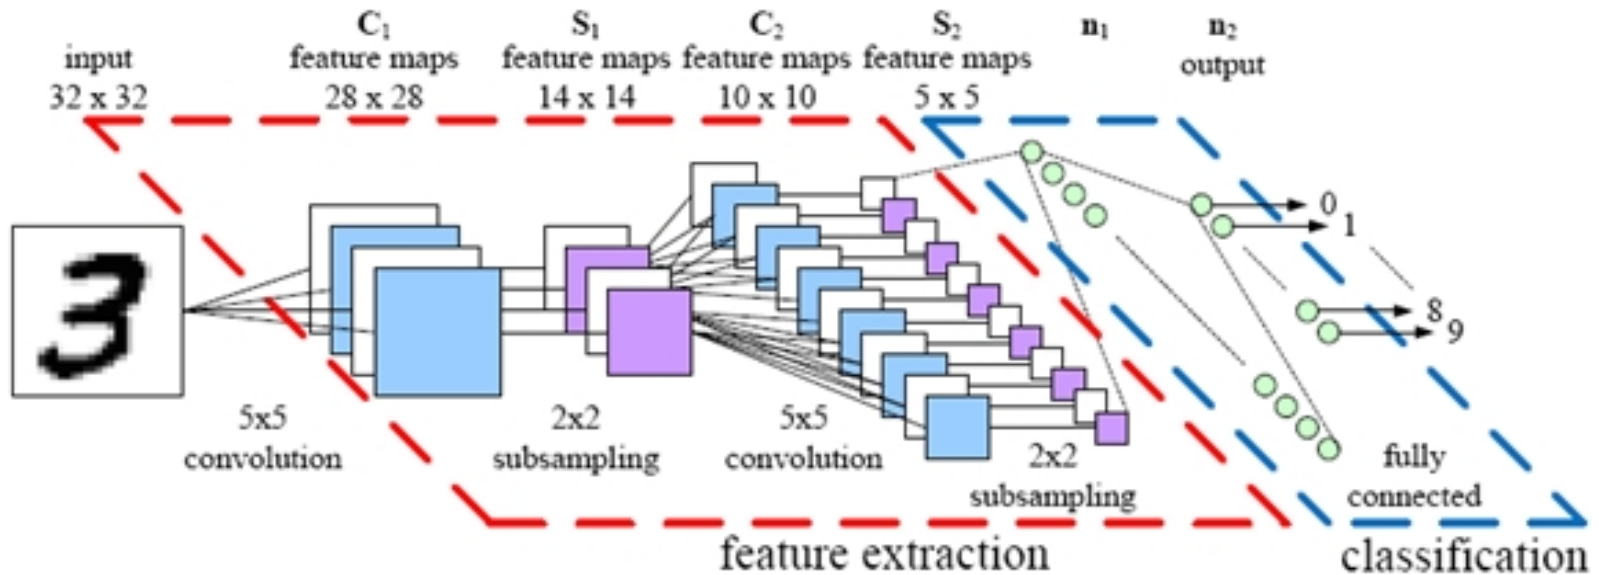 input
32 x 32
C₁
feature maps
28 x 28
S₁
feature maps
14 x 14
C₂
feature maps
10 x 10
S₂
feature maps
5 x 5
n₁
n₂
output
3
0
1
8
9
5x5
convolution
2x2
subsampling
5x5
convolution
2x2
subsampling
fully
connected
feature extraction
classification